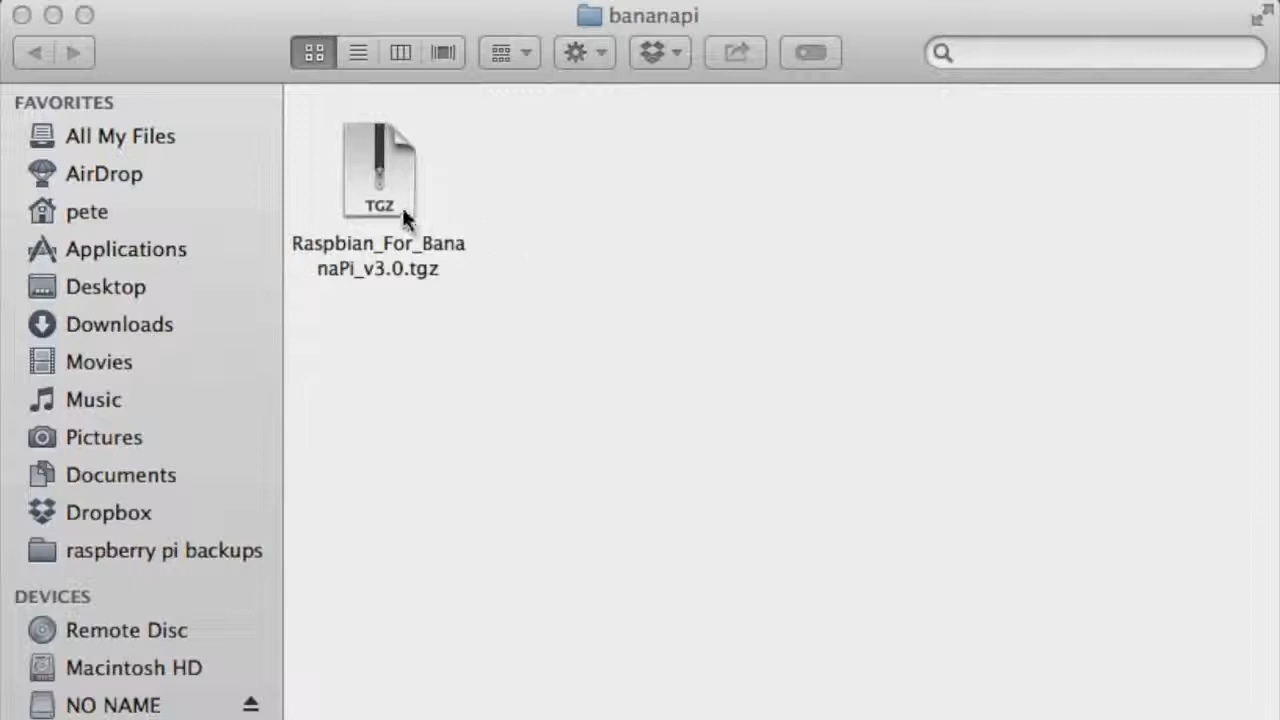 bananapi
FAVORITES
All My Files
AirDrop
pete
Applications
Desktop
Downloads
Movies
Music
Pictures
Documents
Dropbox
raspberry pi backups
DEVICES
Remote Disc
Macintosh HD
NO NAME
TGZ
Raspbian_For_Bana
naPi_v3.0.tgz